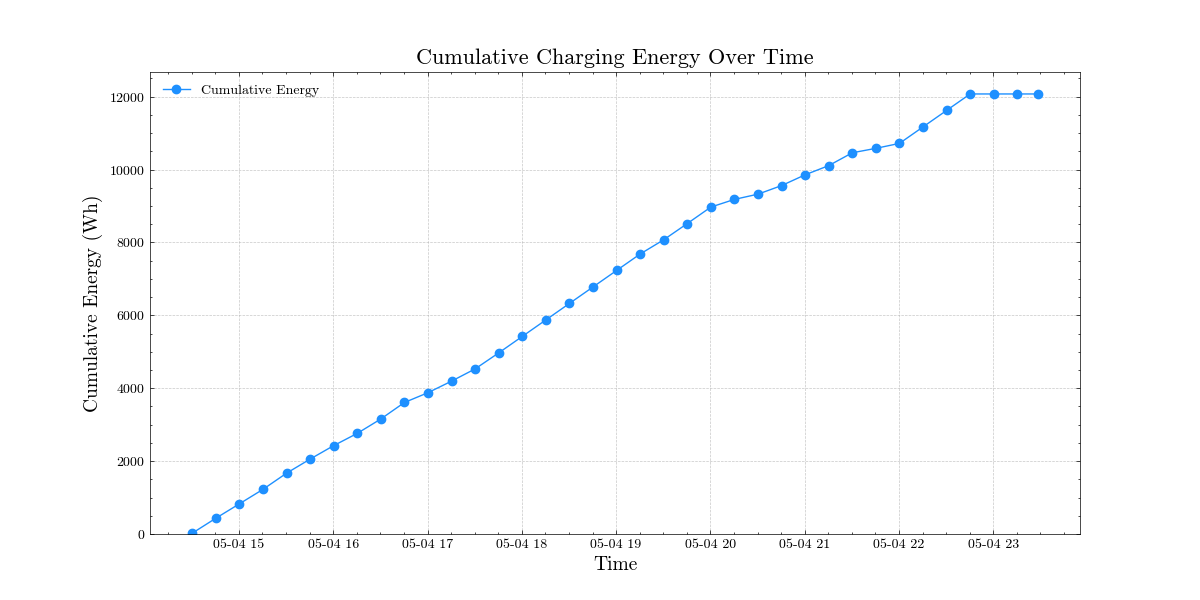 Cumulative Charging Energy Over Time
Cumulative Energy
12000
10000
8000
6000
4000
2000
0
Cumulative Energy (Wh)
05-04 15 05-04 16 05-04 17 05-04 18 05-04 19 05-04 20 05-04 21 05-04 22 05-04 23
Time